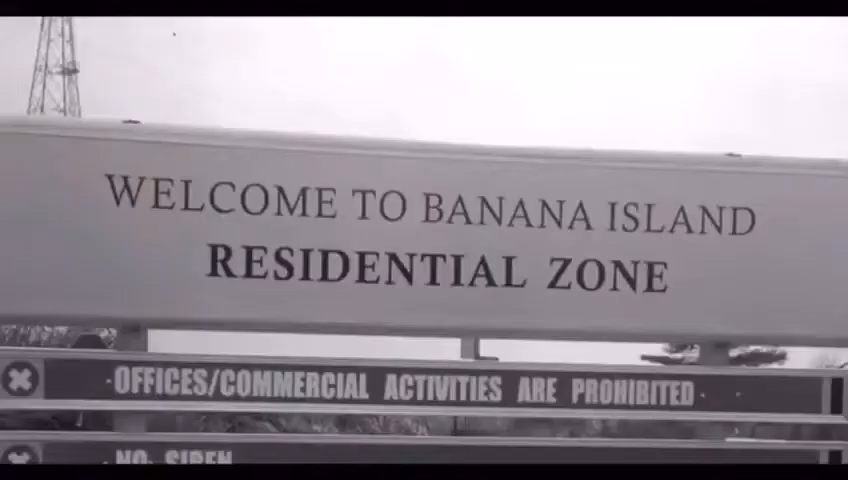 WELCOME TO BANANA ISLAND
RESIDENTIAL ZONE
·OFFICES/COMMERCIAL ACTIVITIES ARE PROHIBITED·
NO SIREN